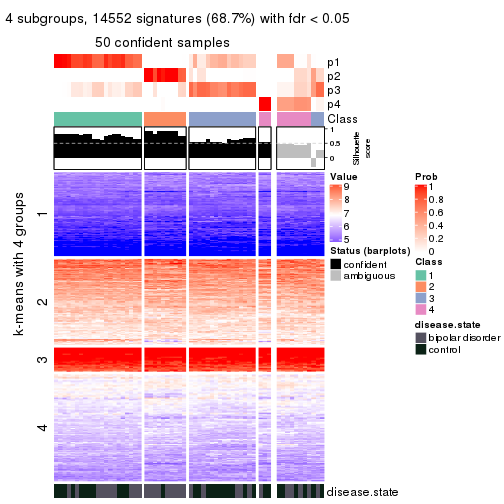 4 subgroups, 14552 signatures (68.7%) with fdr < 0.05
50 confident samples
p1
p2
p3
p4
Class
1
0.5
0
Silhouette
score
k-means with 4 groups
1
2
3
4
disease.state
Value
9
8
7
6
5
Status (barplots)
confident
ambiguous
Prob
1
0.8
0.6
0.4
0.2
0
Class
1
2
3
4
disease.state
bipolar disorder
control